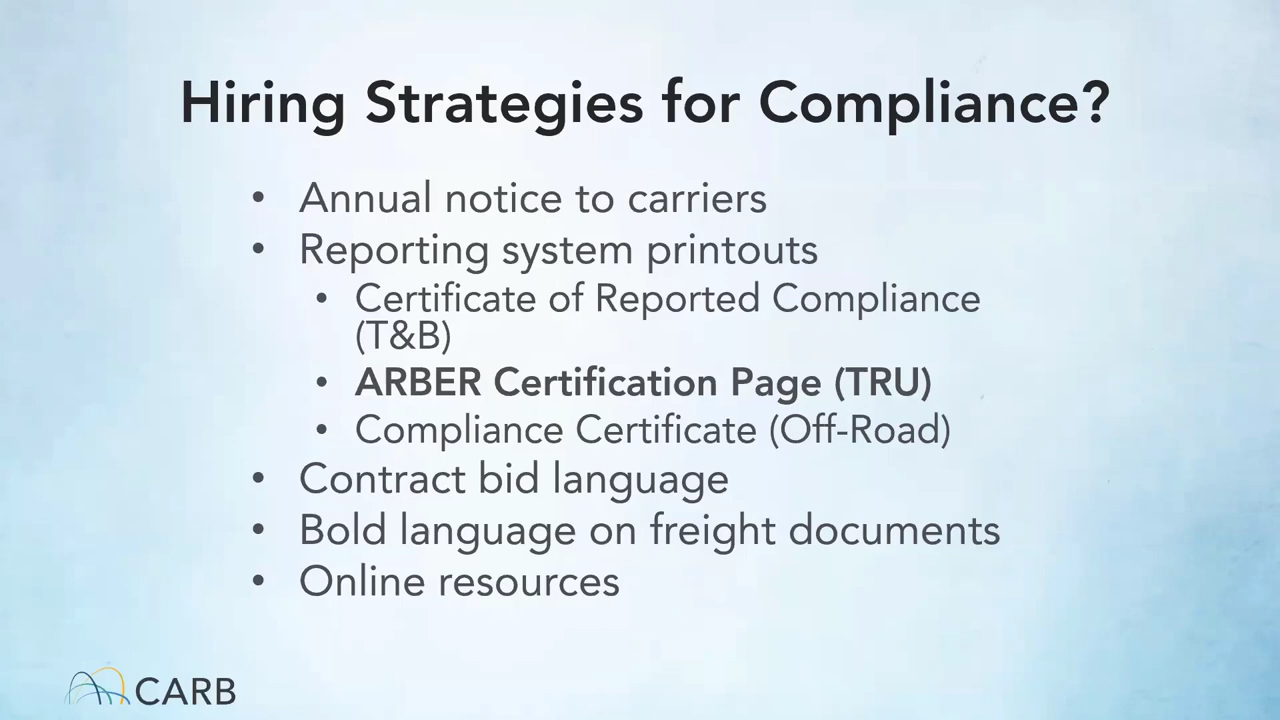 Hiring Strategies for Compliance?
• Annual notice to carriers
• Reporting system printouts
• Certificate of Reported Compliance
(T&B)
• ARBER Certification Page (TRU)
• Compliance Certificate (Off-Road)
• Contract bid language
• Bold language on freight documents
• Online resources
CARB